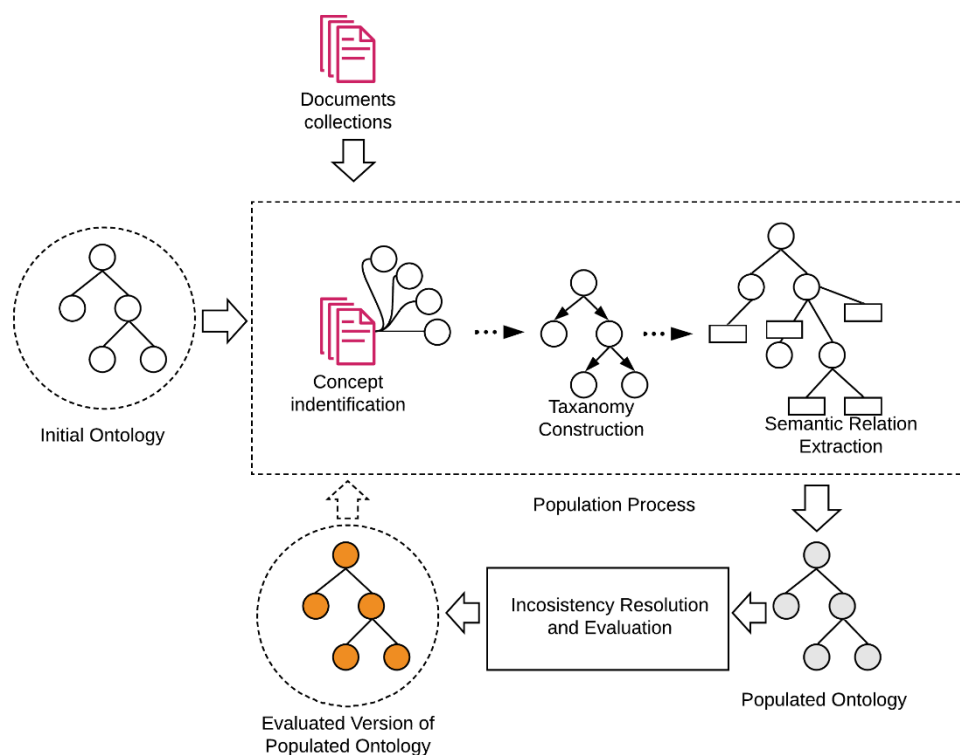 Documents
collections
Concept
indentification
Taxanomy
Construction
Semantic Relation
Extraction
Initial Ontology
Population Process
Incosistency Resolution
and Evaluation
Populated Ontology
Evaluated Version of
Populated Ontology